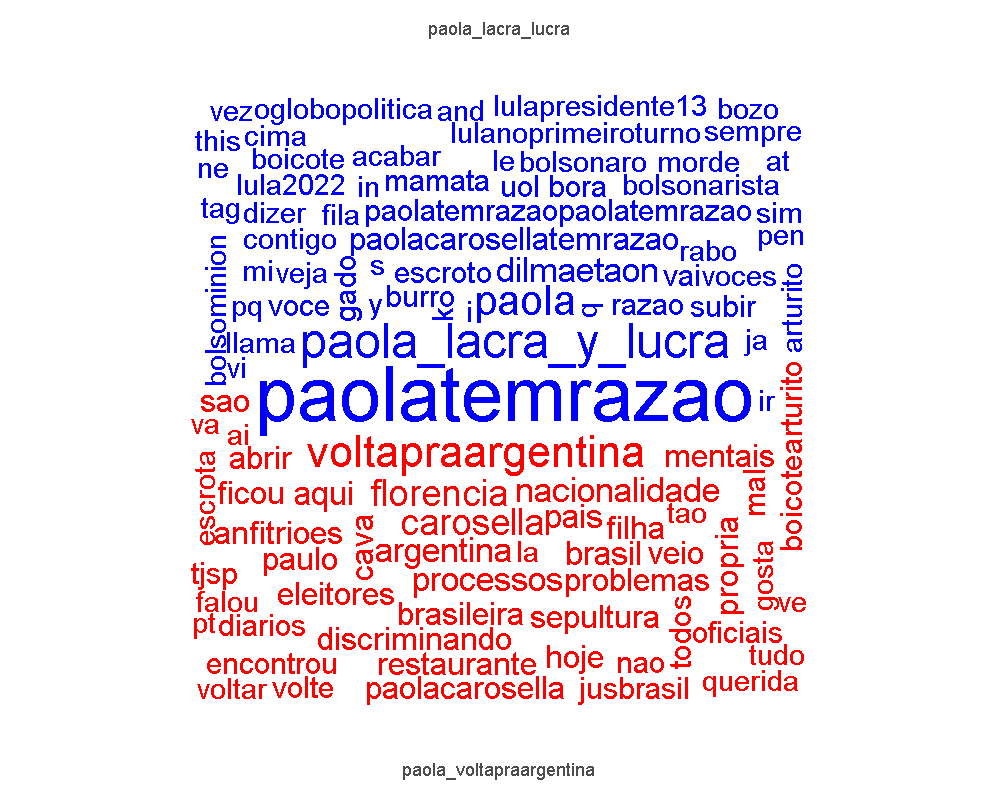 paola_lacra_lucra
vez oglobopolitica and lulapresidente13 bozo
this cima lulanoprimeiroturno sempre
ne boicote acabar le bolsonaro morde at
lula2022 in mamata uol bora bolsonarista
tag dizer fila paolatemrazaopaolatemrazao sim
contigo paolacarosellatemrazao rabo pen
bolsominion mi veja gado s escroto dilmaetaon vai voces arturito
pq voce y burro ko i paola q razao subir
llama paola_lacra_y_lucra ja
vi paolatemrazao ir
sao
va ai abrir voltapraargentina mentais boicotearturito
escrota ficou aqui florencia nacionalidade mal
anfitrioes cava carosella pais filha tao propria
paulo argentina la brasil veio gosta
tjsp processos problemas
falou eleitores brasileira sepultura todos ve
pt diarios discriminando oficiais
encontrou restaurante hoje nao tudo
voltar volte paolacarosella jusbrasil querida
paola_voltapraargentina